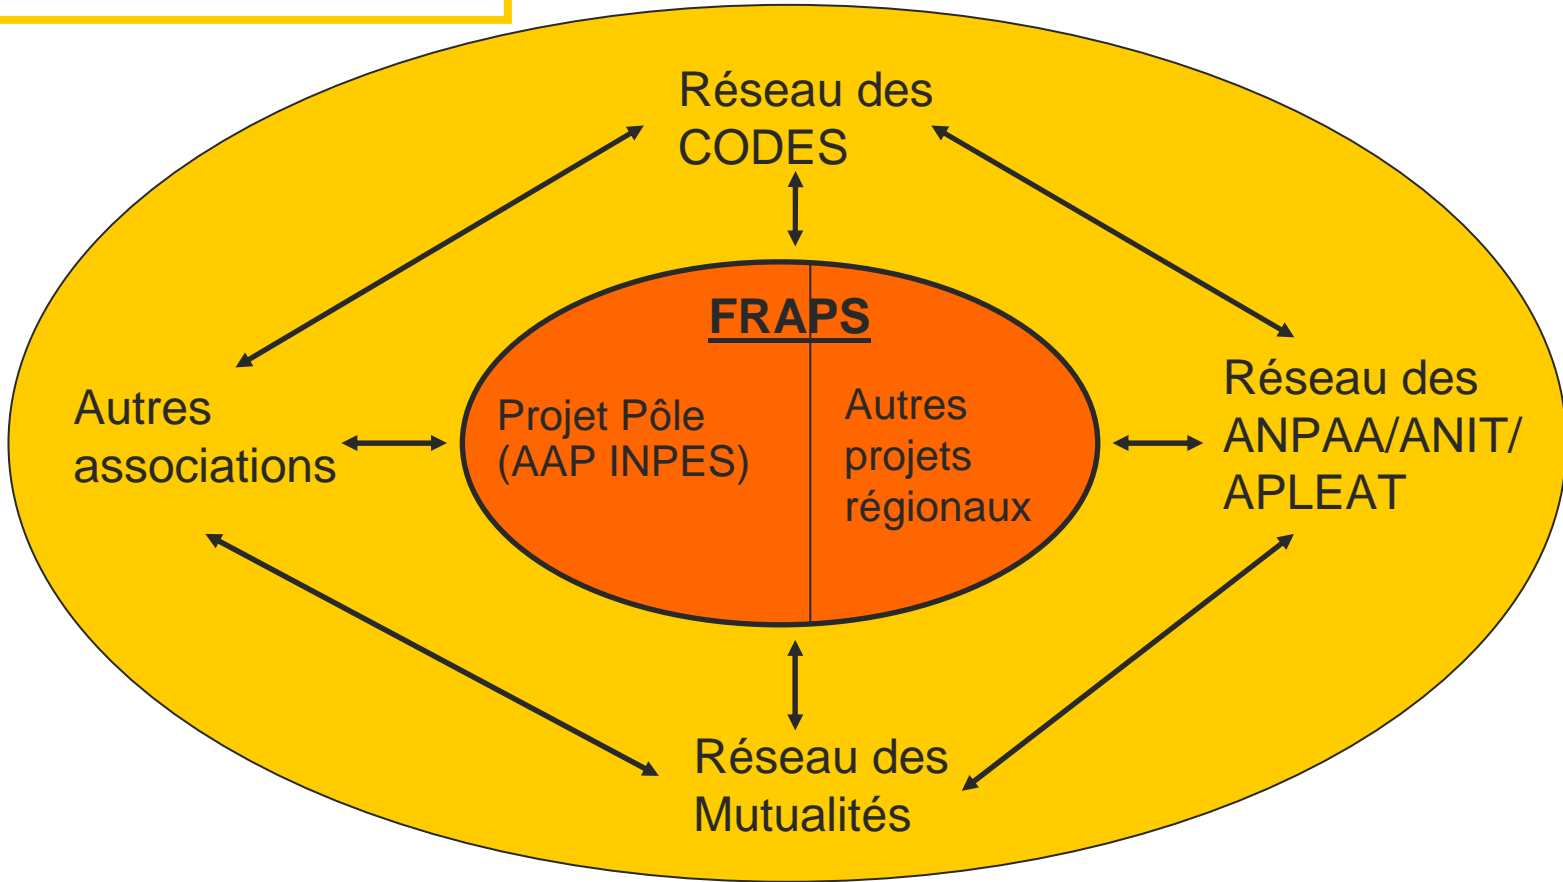 Réseau des
CODES
FRAPS
Autres
associations
Projet Pôle
(AAP INPES)
Autres
projets
régionaux
Réseau des
ANPAA/ANIT/
APLEAT
Réseau des
Mutualités